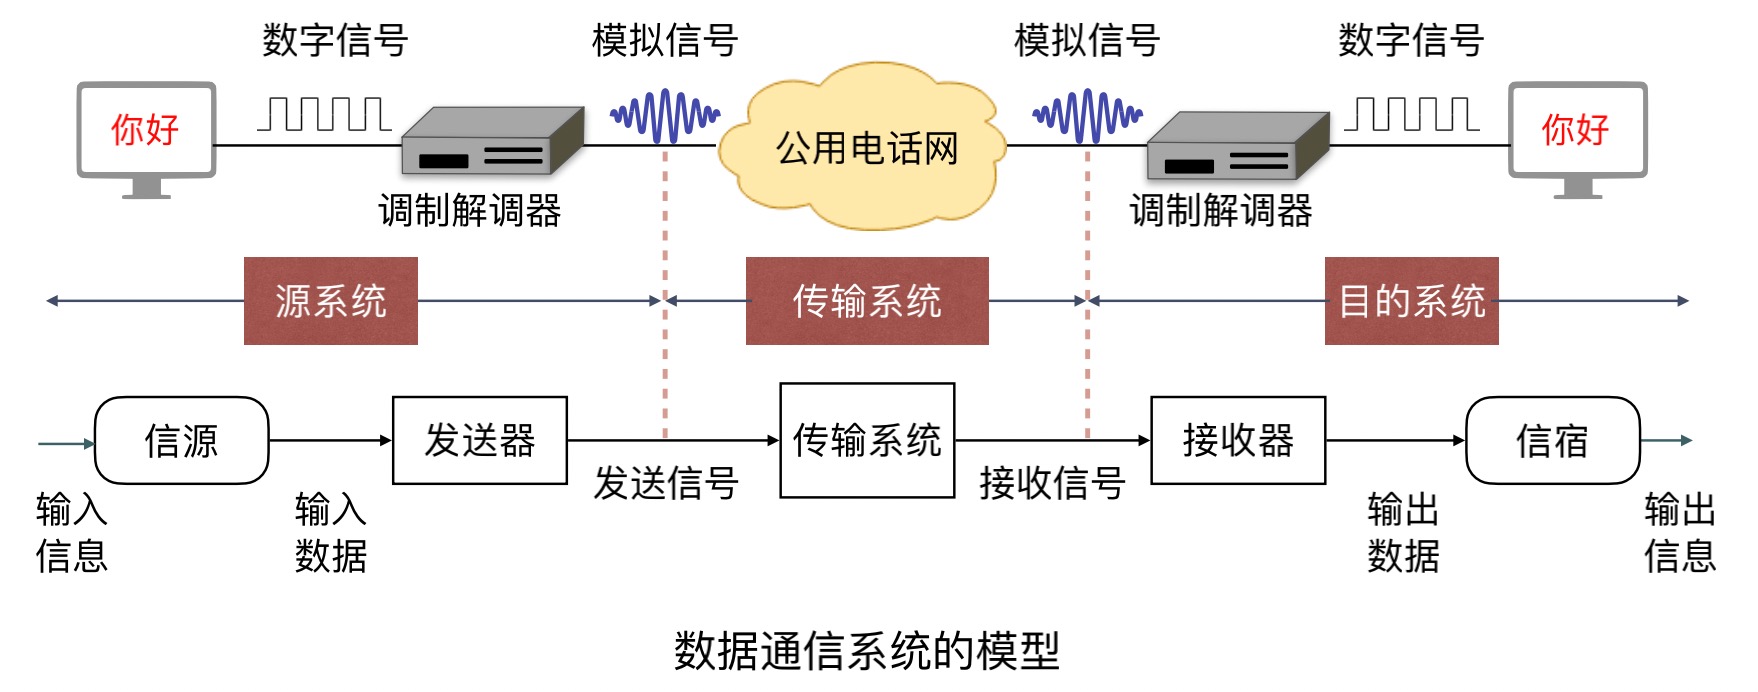 数字信号
模拟信号
模拟信号
数字信号
你好
公用电话网
你好
调制解调器
调制解调器
源系统
传输系统
目的系统
信源
发送器
传输系统
接收器
信宿
输入
信息
输入
数据
发送信号
接收信号
输出
数据
输出
信息
数据通信系统的模型